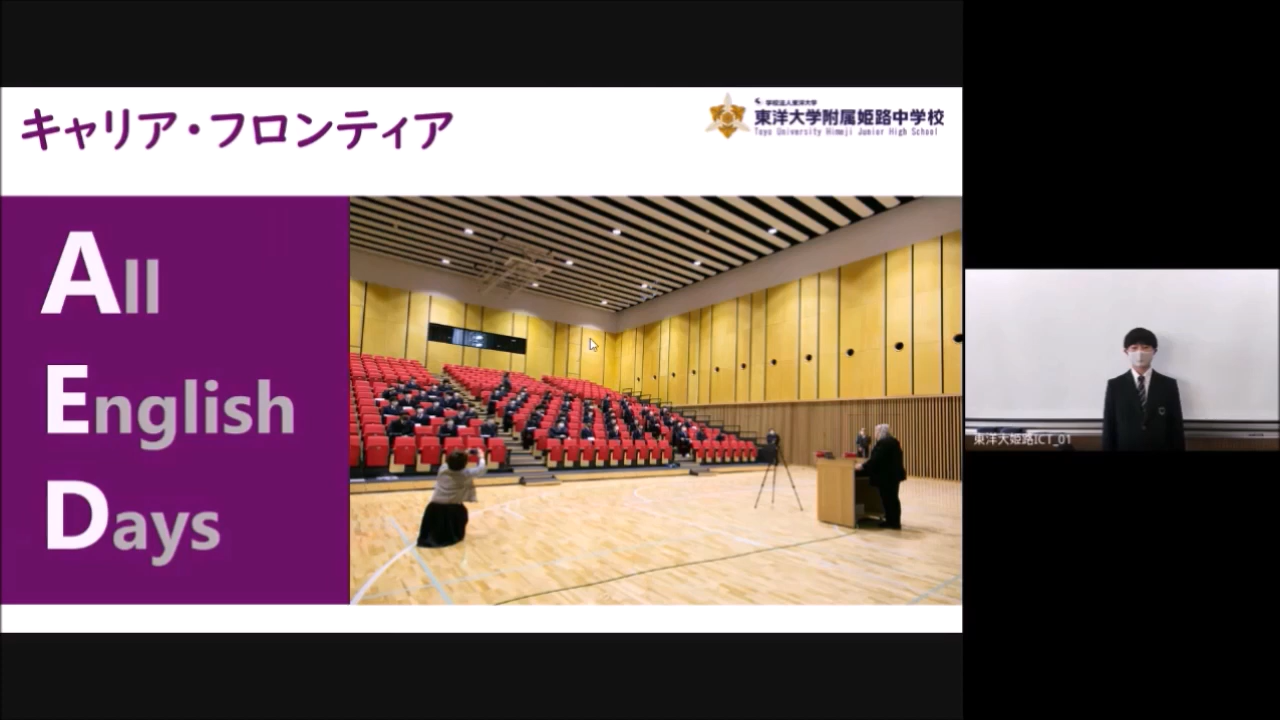 キャリア・フロンティア
学校法人東洋大学
東洋大学附属姫路中学校
Toyo University Himeji Junior High School
All
English
Days
東洋大姫路ICT_01